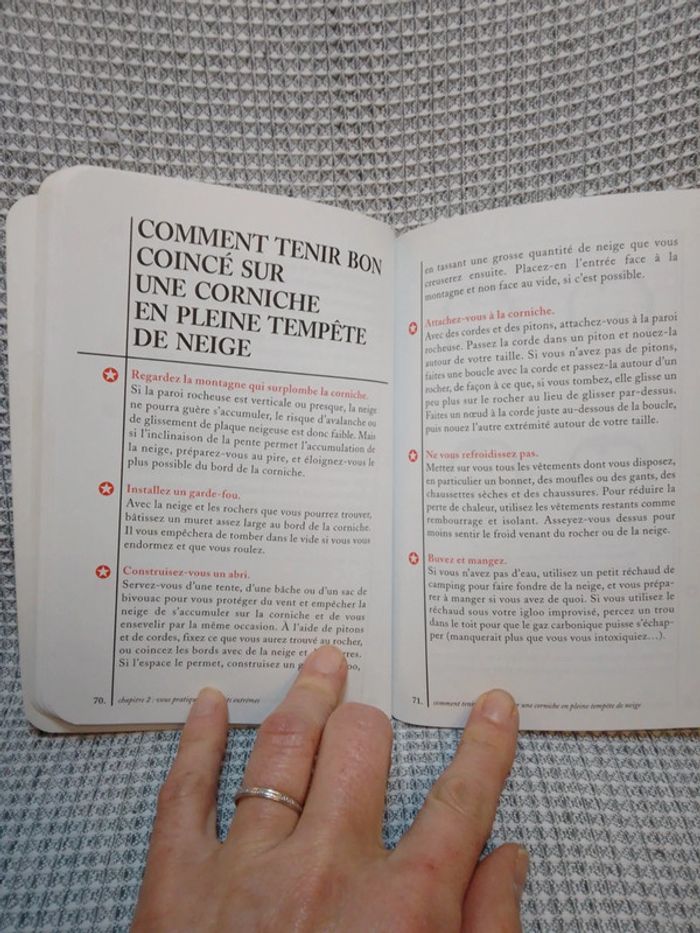 COMMENT TENIR BON
COINCÉ SUR
UNE CORNICHE
EN PLEINE TEMPÊTE
DE NEIGE
Regardez la montagne qui surplombe la corniche.
Si la paroi rocheuse est verticale ou presque, la neige
ne pourra guère s'accumuler, le risque d'avalanche ou
de glissement de plaque neigeuse est donc faible. Mais
si l'inclinaison de la pente permet l'accumulation de
la neige, préparez-vous au pire, et éloignez-vous le
plus possible du bord de la corniche.
Installez un garde-fou.
Avec la neige et les rochers que vous pourrez trouver,
bâtissez un muret assez large au bord de la corniche.
Il vous empêchera de tomber dans le vide si vous vous
endormez et que vous roulez.
Construisez-vous un abri.
Servez-vous d'une tente, d'une bâche ou d'un sac de
bivouac pour vous protéger du vent et empêcher la
neige de s'accumuler sur la corniche et de vous
ensevelir par la même occasion. À l'aide de pitons
et de cordes, fixez ce que vous aurez trouvé au rocher,
ou coincez les bords avec de la neige et
Si l'espace le permet, construisez un
70. chapitre 2 : vous extrêmes
en tassant une grosse quantité de neige que vous
creuserez ensuite. Placez-en l'entrée face à la
montagne et non face au vide, si c'est possible.
Attachez-vous à la corniche.
Avec des cordes et des pitons, attachez-vous à la paroi
rocheuse. Passez la corde dans un piton et nouez-la
autour de votre taille. Si vous n'avez pas de pitons,
faites une boucle avec la corde et passez-la autour d'un
rocher, de façon à ce que, si vous tombez, elle glisse un
peu plus sur le rocher au lieu de glisser par-dessus.
Faites un nœud à la corde juste au-dessous de la boucle,
puis nouez l'autre extrémité autour de votre taille.
Ne vous refroidissez pas.
Mettez sur vous tous les vêtements dont vous disposez,
en particulier un bonnet, des moufles ou des gants, des
chaussettes sèches et des chaussures. Pour réduire la
perte de chaleur, utilisez les vêtements restants comme
rembourrage et isolant. Asseyez-vous dessus pour
moins sentir le froid venant du rocher ou de la neige.
Buvez et mangez.
Si vous n'avez pas d'eau, utilisez un petit réchaud de
camping pour faire fondre de la neige, et vous prépa-
rer à manger si vous avez de quoi. Si vous utilisez le
réchaud sous votre igloo improvisé, percez un trou
dans le toit pour que le gaz carbonique puisse s'échap-
per (manquerait plus que vous vous intoxiquiez...).
71. comment une corniche en pleine tempête de neige